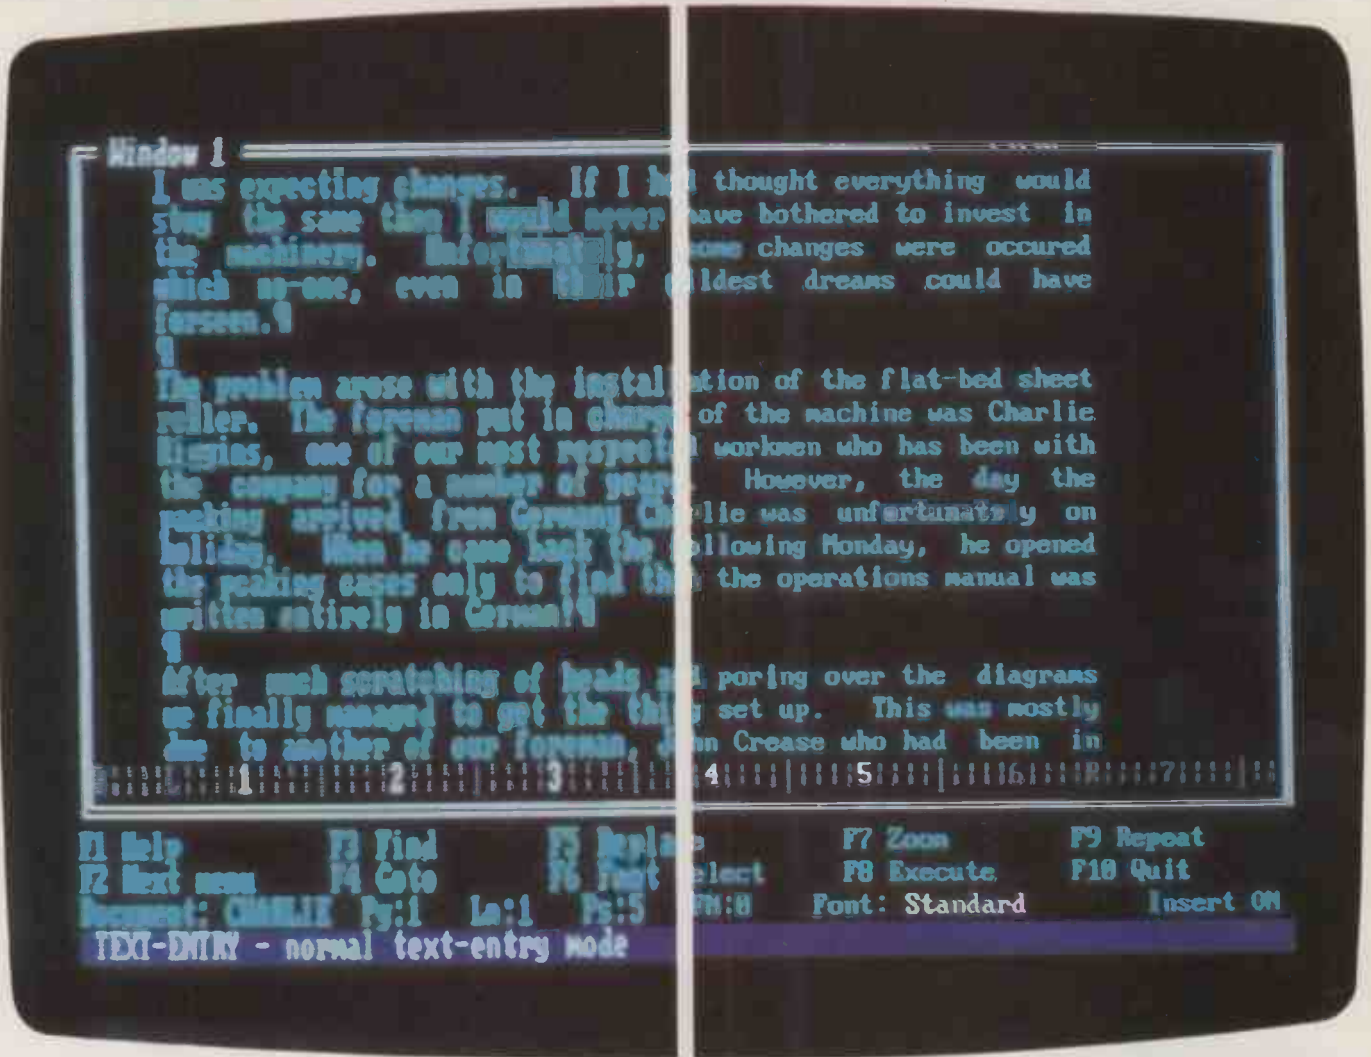 Window 1
I was expecting changes. If I had thought everything would
stay the same then I would never have bothered to invest in
the machinery. Unfortunately, some changes were occured
which no-one, even in their wildest dreams could have
forseen.¶
¶
The problem arose with the installation of the flat-bed sheet
roller. The foreman put in charge of the machine was Charlie
Higgins, one of our most respected workmen who has been with
the company for a number of years. However, the day the
packing arrived from Germany Charlie was unfortunately on
holiday. When he came back the following Monday, he opened
the packing cases only to find the operations manual was
written entirely in German!¶
¶
After much scratching of heads and poring over the diagrams
we finally managed to get the thing set up. This was mostly
due to another of our foreman, John Crease who had been in
1 2 3 4 5 6 R 7
F1 Help F3 Find F5 Replace F7 Zoom F9 Repeat
F2 Next menu F4 Goto F6 Font select F8 Execute F10 Quit
Document: CHARLIE Pg:1 Ln:1 Ps:5 FM:0 Font: Standard Insert ON
TEXT-ENTRY - normal text-entry mode